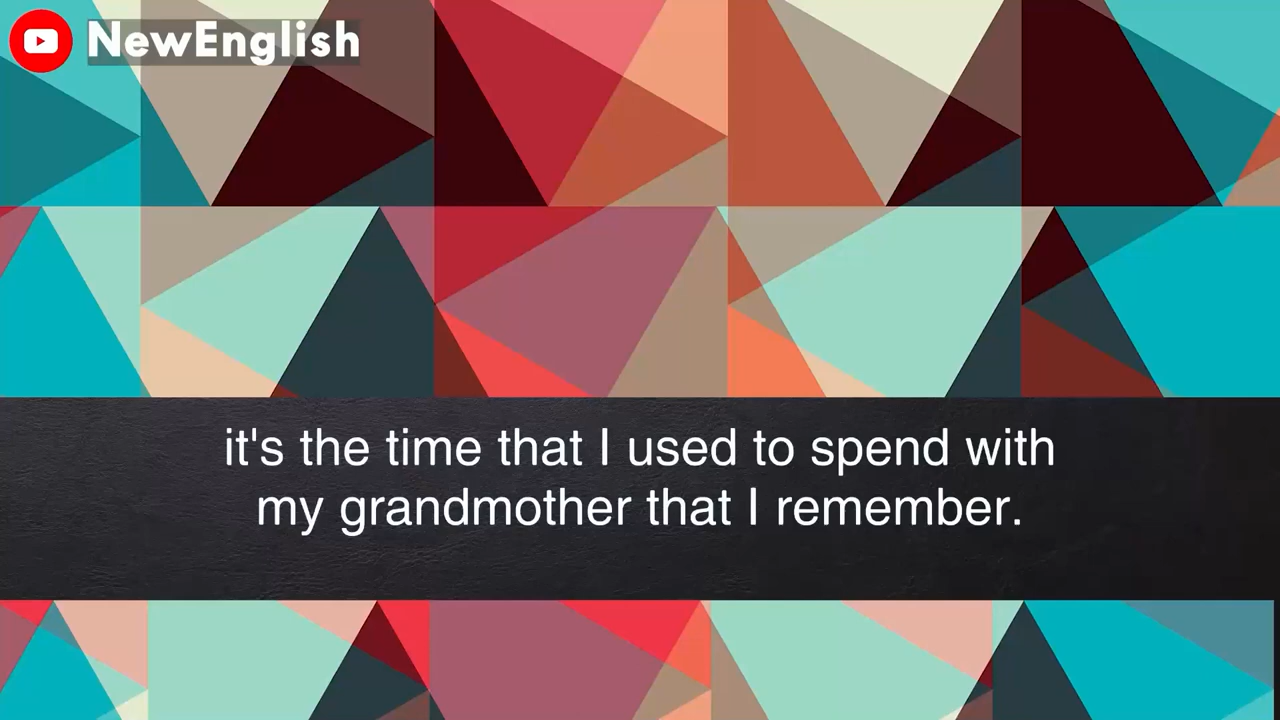 NewEnglish
it's the time that I used to spend with
my grandmother that I remember.